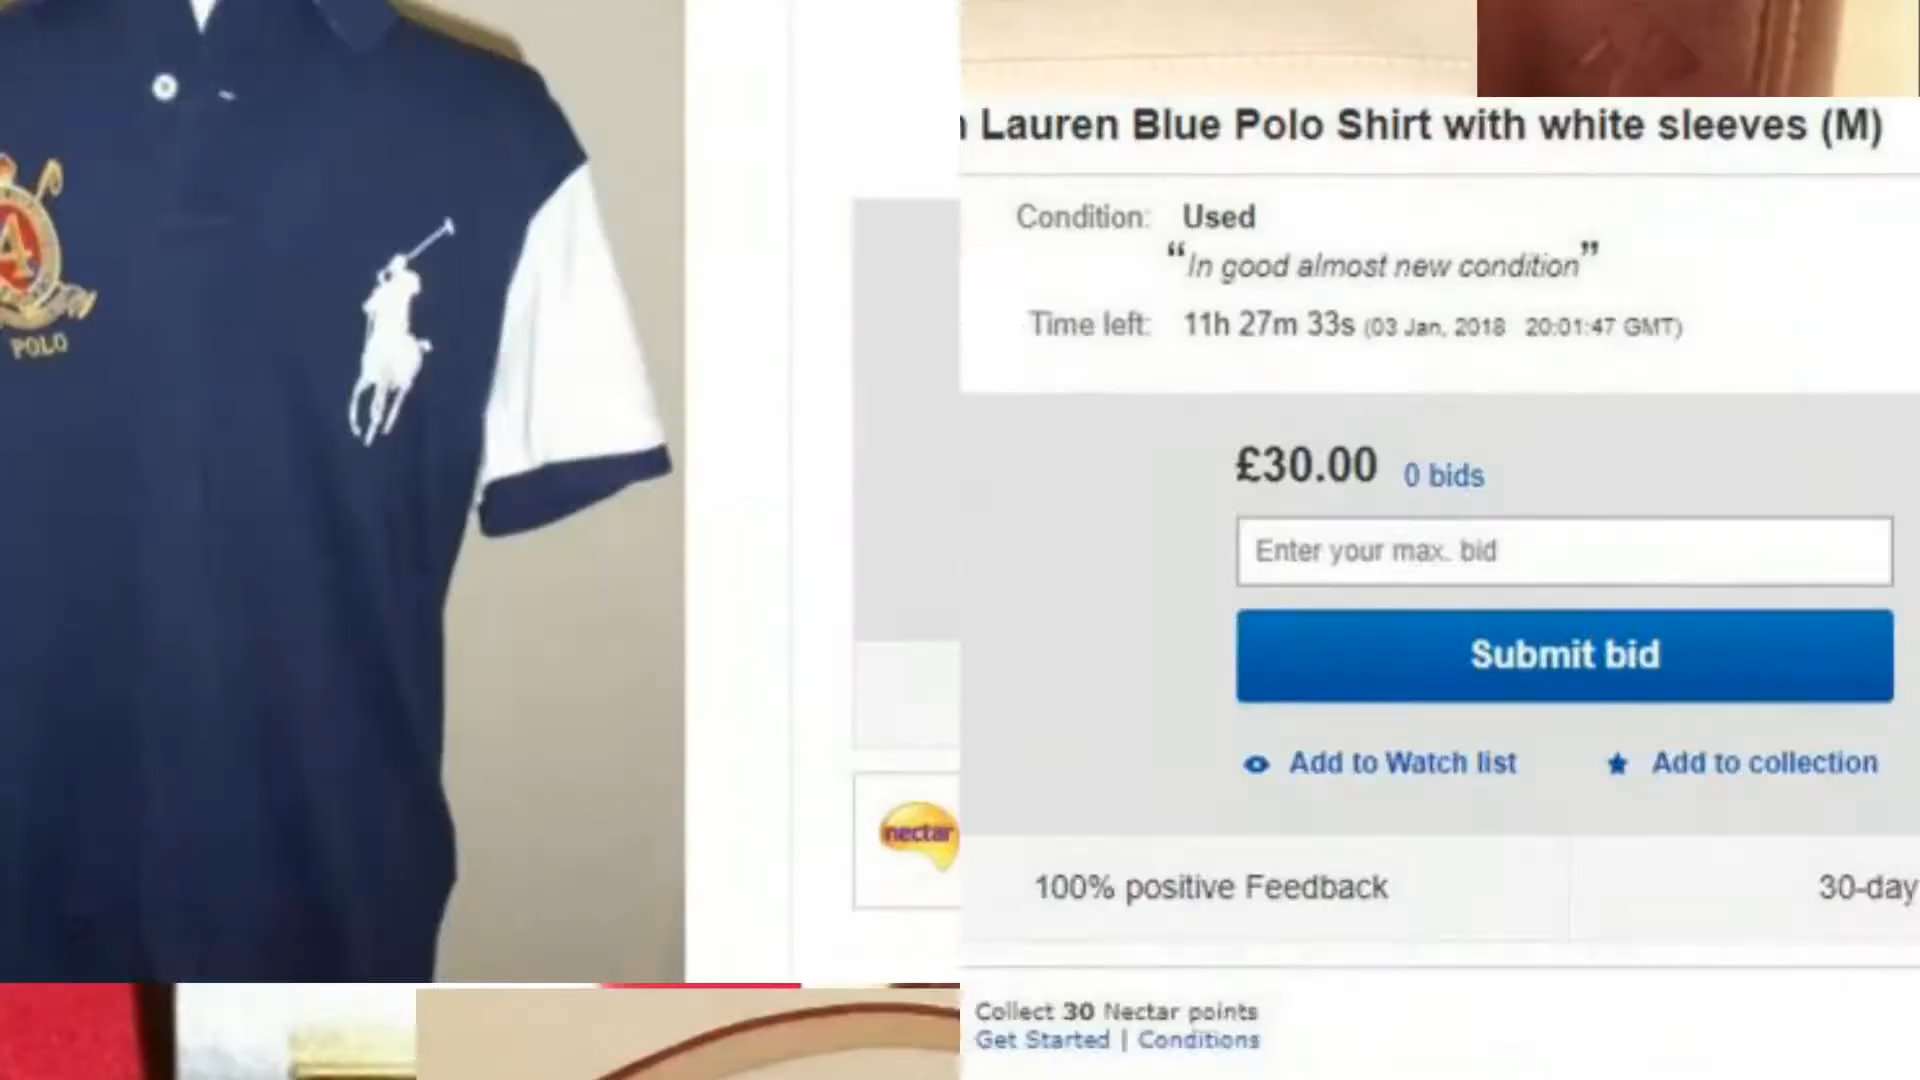 4
POLO
Lauren Blue Polo Shirt with white sleeves (M)
Condition: Used
“In good almost new condition”
Time left: 11h 27m 33s (03 Jan, 2018 20:01:47 GMT)
£30.00 0 bids
Enter your max. bid
Submit bid
Add to Watch list Add to collection
nectar
100% positive Feedback 30-day
Collect 30 Nectar points
Get Started | Conditions